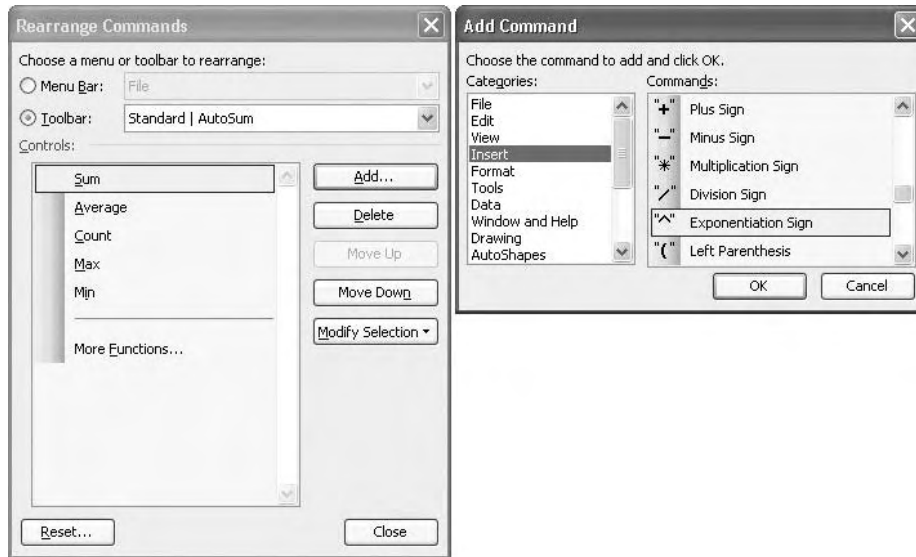 Rearrange Commands
Choose a menu or toolbar to rearrange:
Menu Bar: File
Toolbar: Standard | AutoSum
Controls:
Sum
Average
Count
Max
Min
More Functions...
Add...
Delete
Move Up
Move Down
Modify Selection
Reset...
Close
Add Command
Choose the command to add and click OK.
Categories:
File
Edit
View
Insert
Format
Tools
Data
Window and Help
Drawing
AutoShapes
Commands:
"+" Plus Sign
"−" Minus Sign
"*" Multiplication Sign
"/" Division Sign
"^" Exponentiation Sign
"(" Left Parenthesis
OK
Cancel